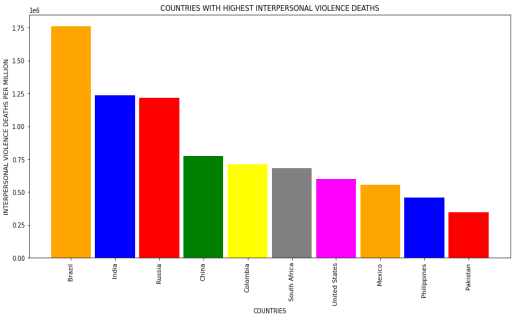 COUNTRIES WITH HIGHEST INTERPERSONAL VIOLENCE DEATHS
1e6
INTERPERSONAL VIOLENCE DEATHS PER MILLION
1.75
1.50
1.25
1.00
0.75
0.50
0.25
0.00
Brazil
India
Russia
China
Colombia
South Africa
United States
Mexico
Philippines
Pakistan
COUNTRIES